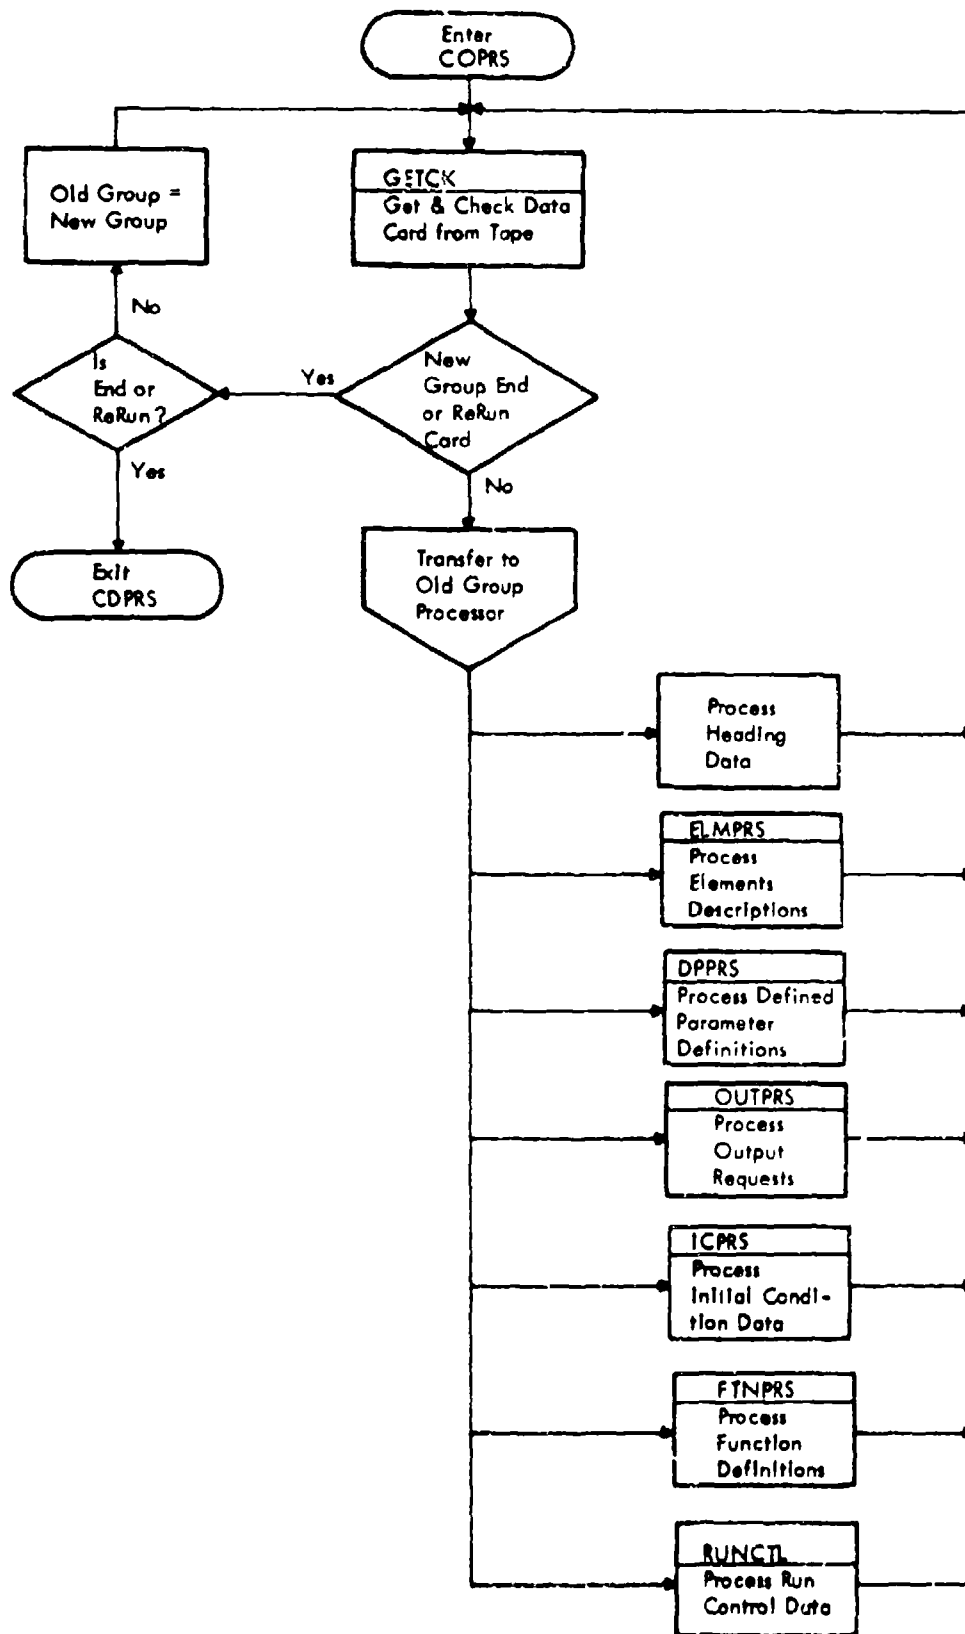 Enter
COPRS
Old Group =
New Group
GETCK
Get & Check Data
Card from Tape
No
Is
End or
ReRun ?
Yes
New
Group End
or ReRun
Card
Yes
No
Exit
CDPRS
Transfer to
Old Group
Processor
Process
Heading
Data
ELMPRS
Process
Elements
Descriptions
DPPRS
Process Defined
Parameter
Definitions
OUTPRS
Process
Output
Requests
ICPRS
Process
Initial Condi-
tion Data
FTNPRS
Process
Function
Definitions
RUNCTL
Process Run
Control Data